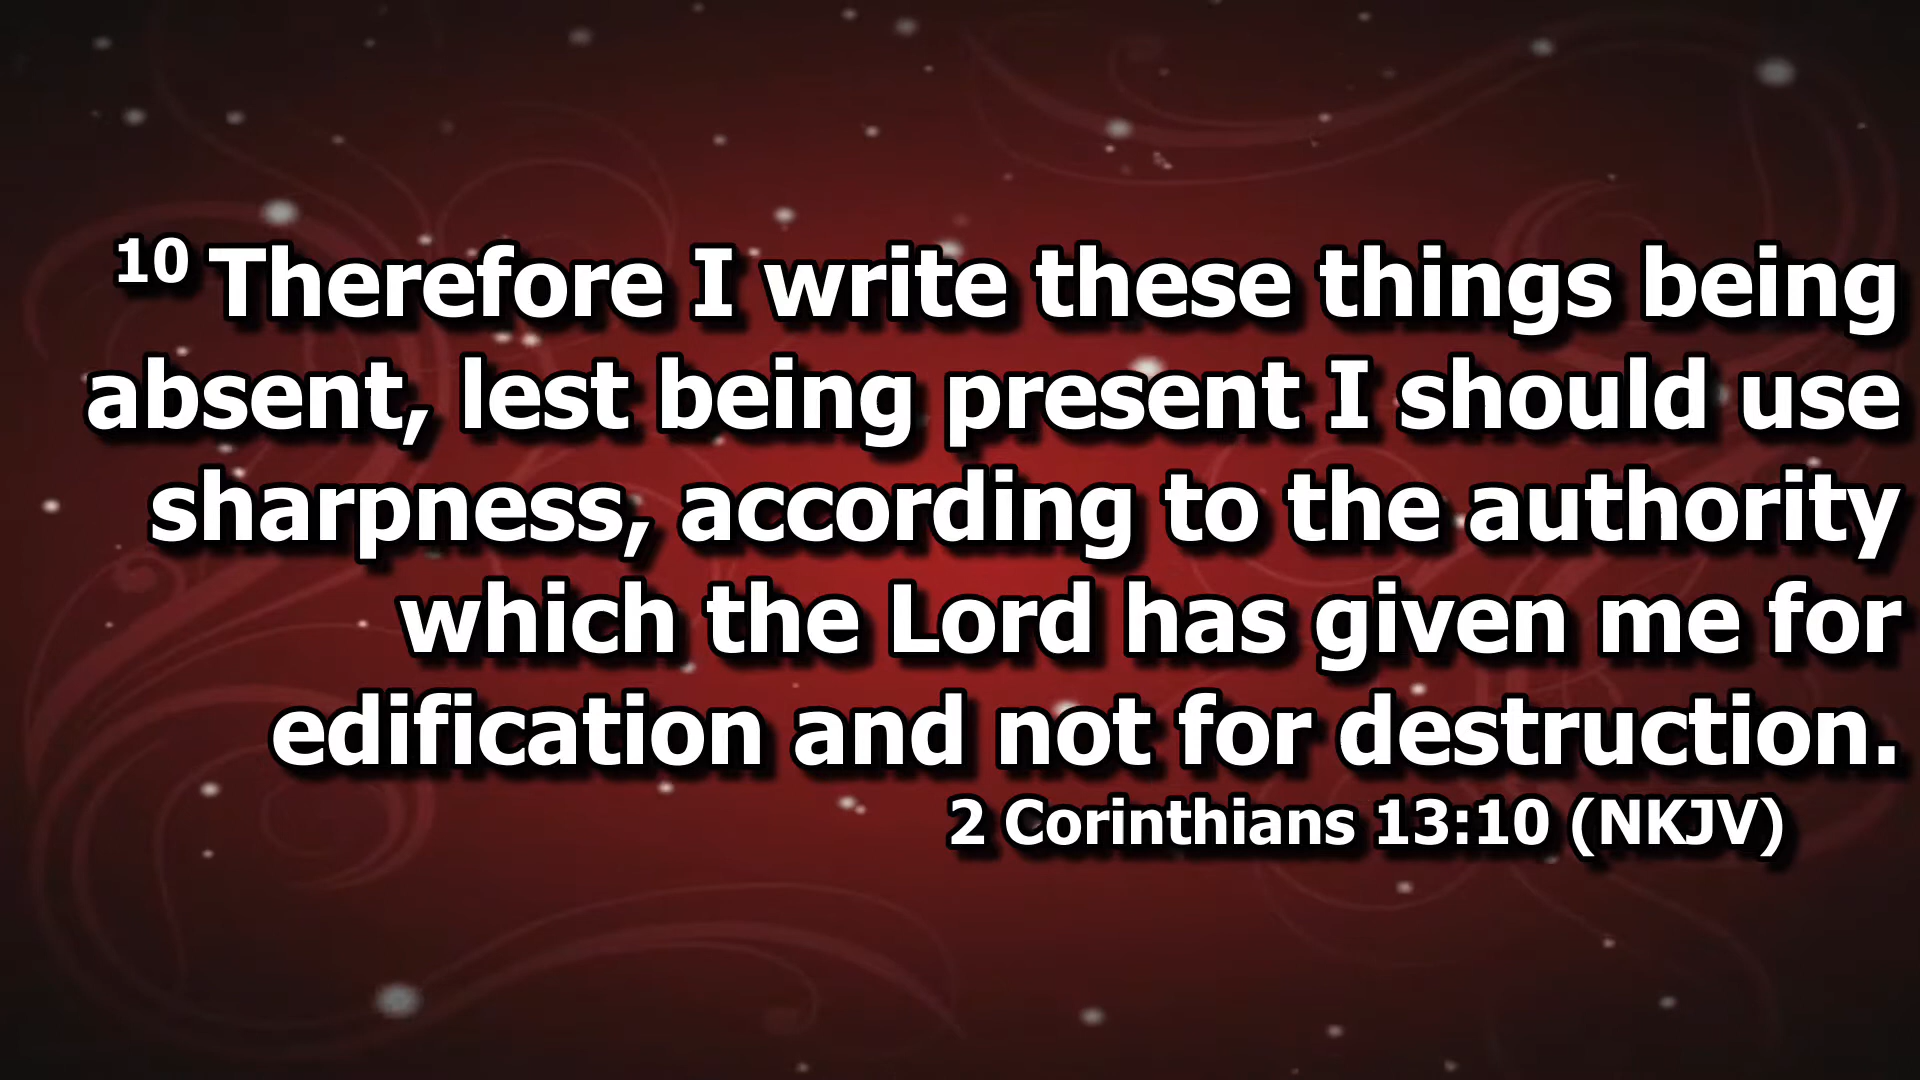 10 Therefore I write these things being
absent, lest being present I should use
sharpness, according to the authority
which the Lord has given me for
edification and not for destruction.
2 Corinthians 13:10 (NKJV)